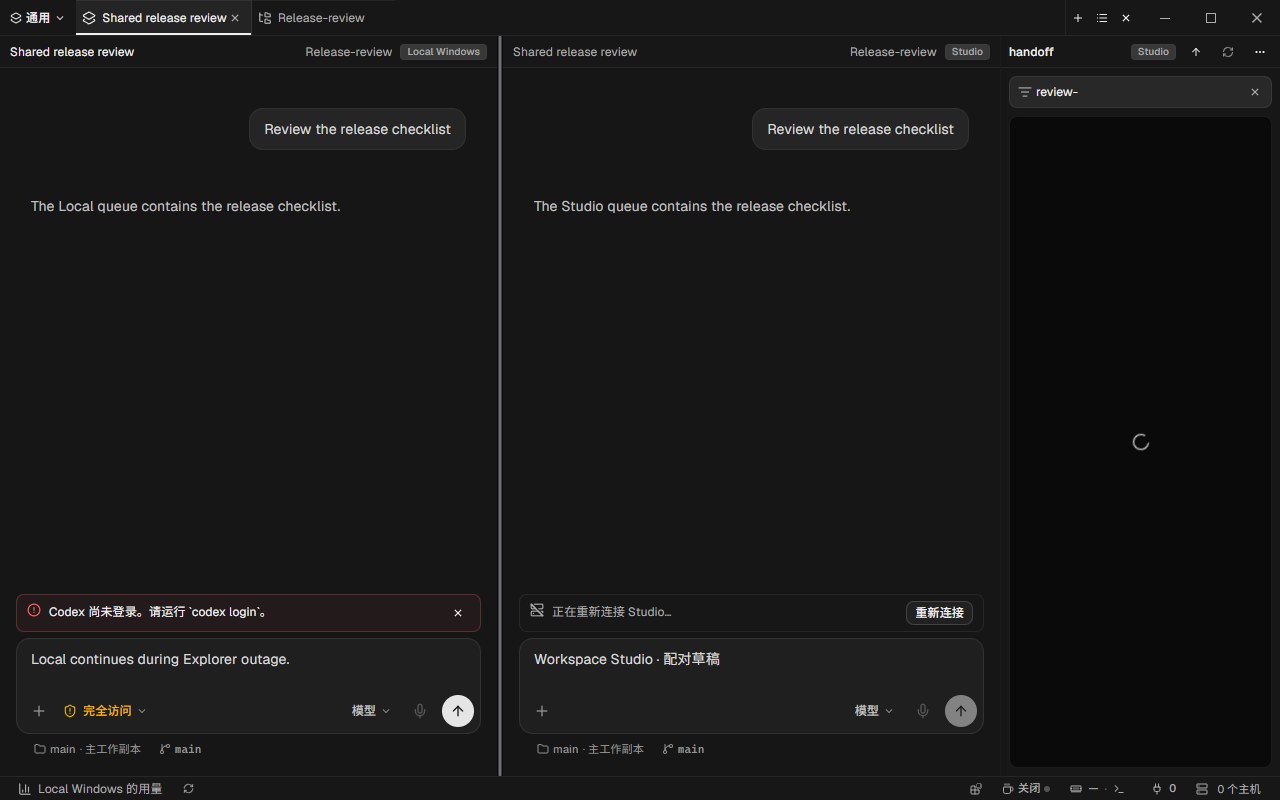 通用
Shared release review
Release-review
Shared release review
Release-review
Local Windows
Shared release review
Release-review
Studio
handoff
Studio
review-
Review the release checklist
Review the release checklist
The Local queue contains the release checklist.
The Studio queue contains the release checklist.
Codex 尚未登录。请运行 `codex login`。
正在重新连接 Studio…
重新连接
Local continues during Explorer outage.
Workspace Studio · 配对草稿
完全访问
模型
模型
main · 主工作副本
main
main · 主工作副本
main
Local Windows 的用量
关闭
0
0 个主机